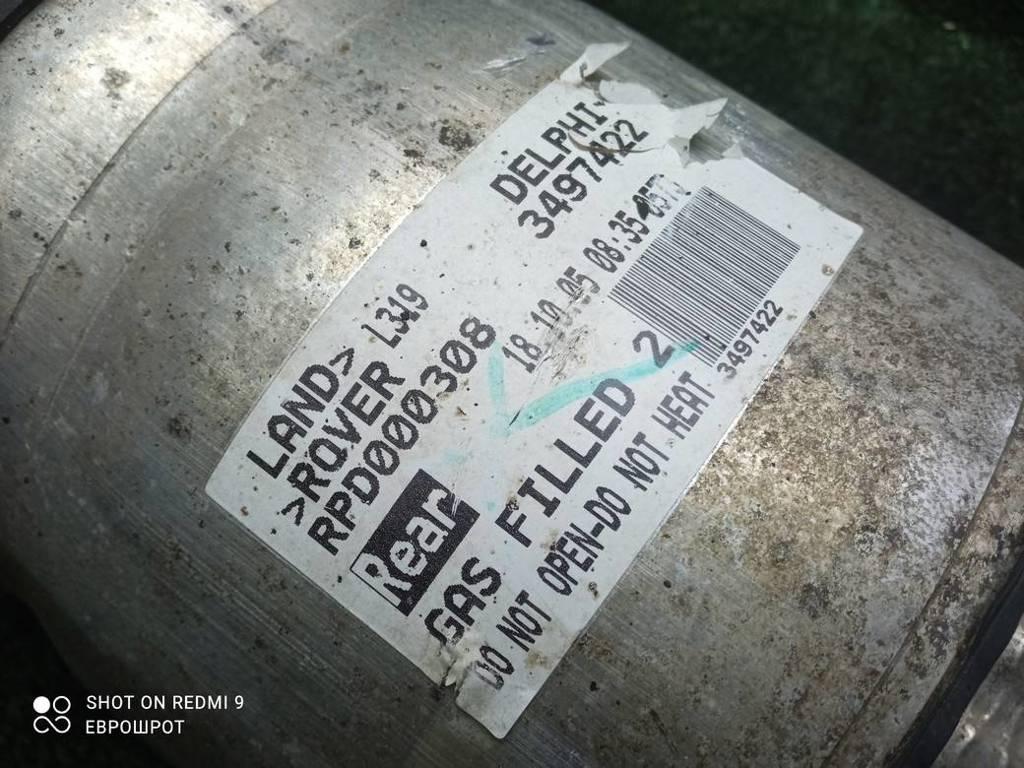 DELPHI
3497422
LAND>
>ROVER L319
RPD000308
18.10.05 08:35
Rear
GAS FILLED 2
DO NOT OPEN-DO NOT HEAT
3497422
SHOT ON REDMI 9
ЕВРОШРОТ